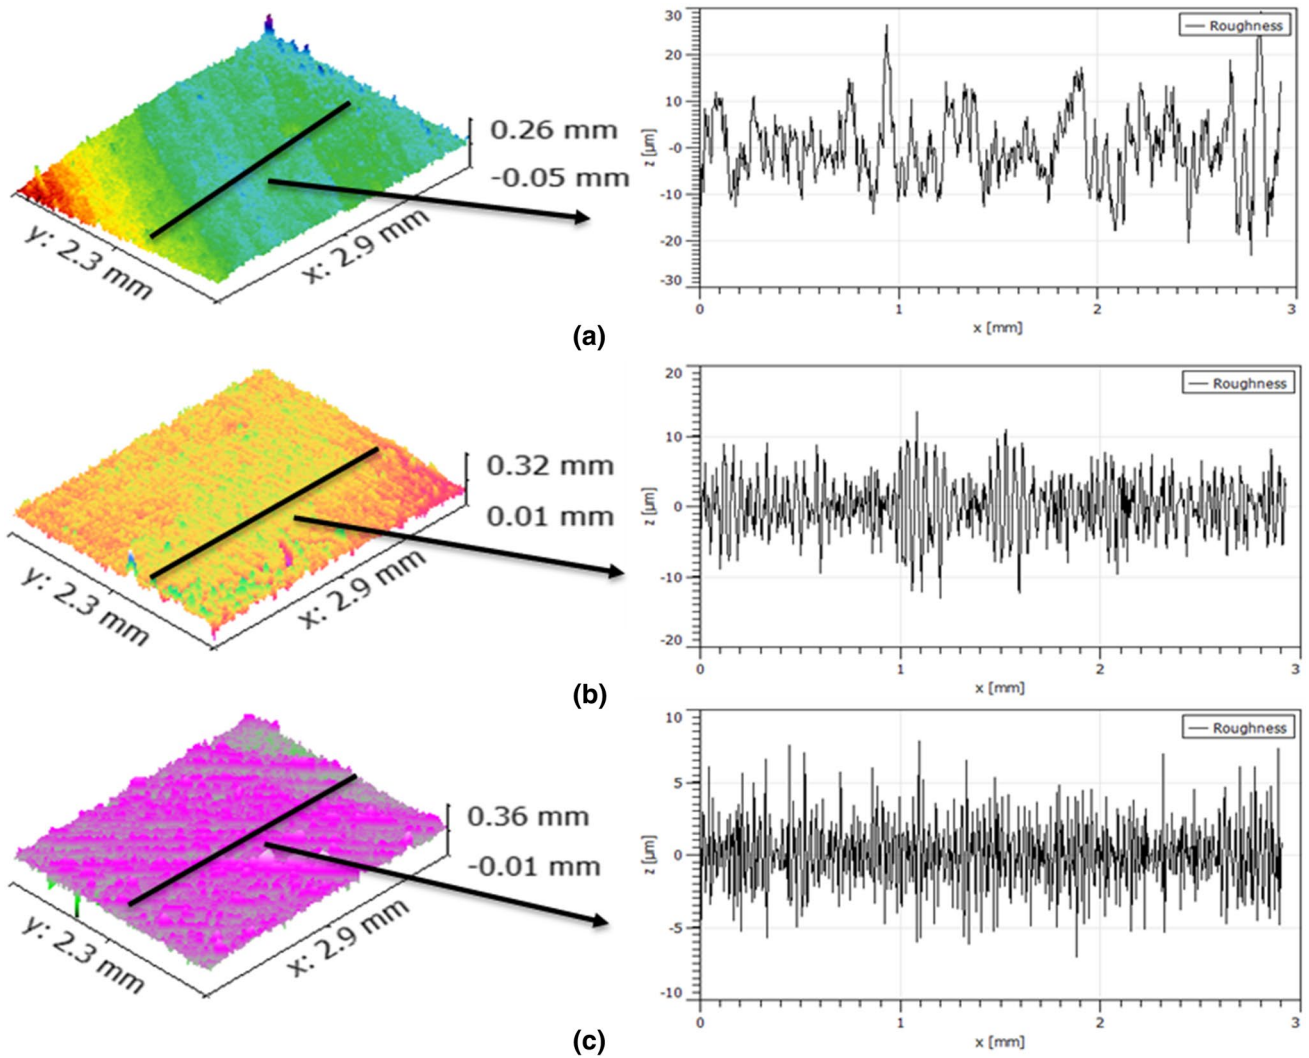 0.26 mm
-0.05 mm
y: 2.3 mm
x: 2.9 mm
30
20
10
-0
-10
-20
-30
z [µm]
Roughness
0
1
2
3
x [mm]
(a)
0.32 mm
0.01 mm
y: 2.3 mm
x: 2.9 mm
20
10
0
-10
-20
z [µm]
Roughness
0
1
2
3
x [mm]
(b)
0.36 mm
-0.01 mm
y: 2.3 mm
x: 2.9 mm
10
5
0
-5
-10
z [µm]
Roughness
0
1
2
3
x [mm]
(c)